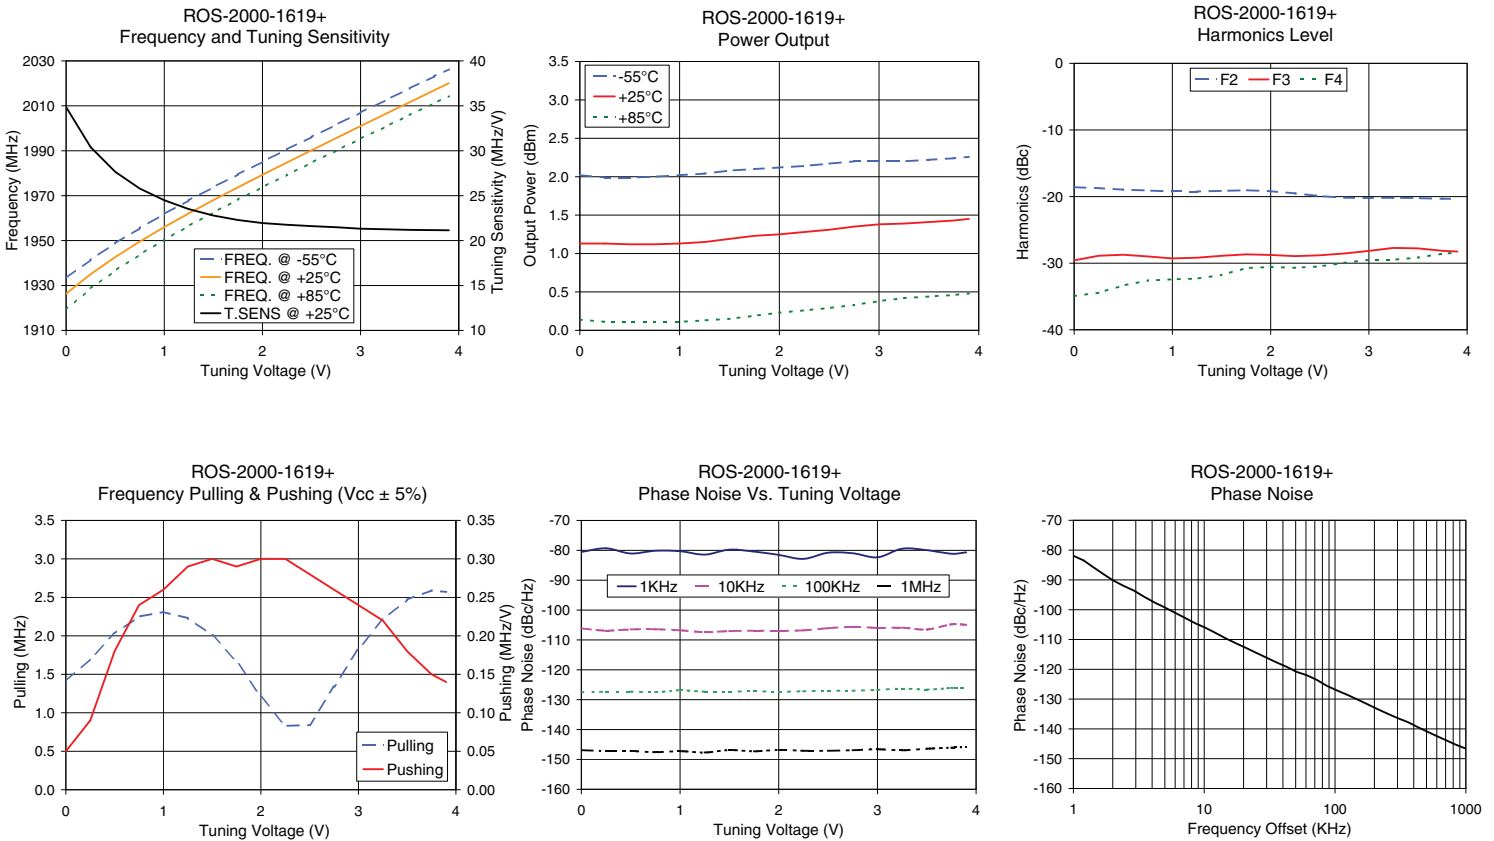 ROS-2000-1619+
Frequency and Tuning Sensitivity
2030
2010
1990
1970
1950
1930
1910
Frequency (MHz)
40
35
30
25
20
15
10
Tuning Sensitivity (MHz/V)
FREQ. @ -55°C
FREQ. @ +25°C
FREQ. @ +85°C
T.SENS @ +25°C
0 1 2 3 4
Tuning Voltage (V)
ROS-2000-1619+
Power Output
3.5
3.0
2.5
2.0
1.5
1.0
0.5
0.0
Output Power (dBm)
-55°C
+25°C
+85°C
0 1 2 3 4
Tuning Voltage (V)
ROS-2000-1619+
Harmonics Level
0
-10
-20
-30
-40
Harmonics (dBc)
F2 F3 F4
0 1 2 3 4
Tuning Voltage (V)
ROS-2000-1619+
Frequency Pulling & Pushing (Vcc ± 5%)
3.5
3.0
2.5
2.0
1.5
1.0
0.5
0.0
Pulling (MHz)
0.35
0.30
0.25
0.20
0.15
0.10
0.05
0.00
Pushing (MHz/V)
Pulling
Pushing
0 1 2 3 4
Tuning Voltage (V)
ROS-2000-1619+
Phase Noise Vs. Tuning Voltage
-70
-80
-90
-100
-110
-120
-130
-140
-150
-160
Phase Noise (dBc/Hz)
1KHz 10KHz 100KHz 1MHz
0 1 2 3 4
Tuning Voltage (V)
ROS-2000-1619+
Phase Noise
-70
-80
-90
-100
-110
-120
-130
-140
-150
-160
Phase Noise (dBc/Hz)
1 10 100 1000
Frequency Offset (KHz)